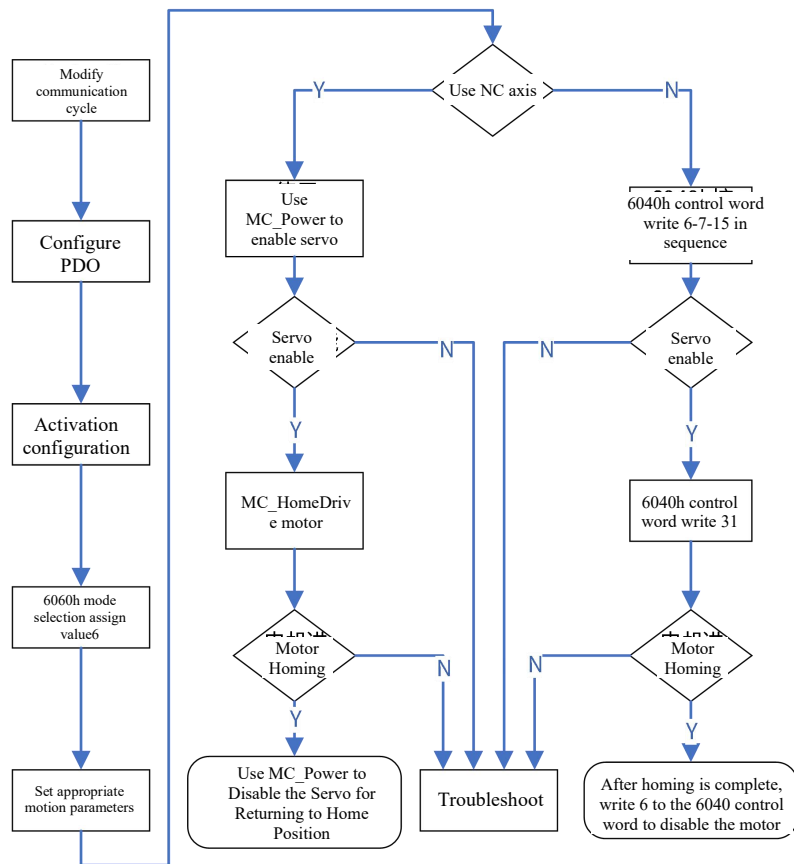 Modify
communication
cycle
Configure
PDO
Activation
configuration
6060h mode
selection assign
value6
Set appropriate
motion parameters
Use NC axis
Y
N
Use
MC_Power to
enable servo
Servo
enable
N
Y
MC_HomeDriv
e motor
Motor
Homing
N
Y
Use MC_Power to
Disable the Servo for
Returning to Home
Position
6040h control word
write 6-7-15 in
sequence
Servo
enable
N
Y
6040h control
word write 31
Motor
Homing
N
Y
After homing is complete,
write 6 to the 6040 control
word to disable the motor
Troubleshoot